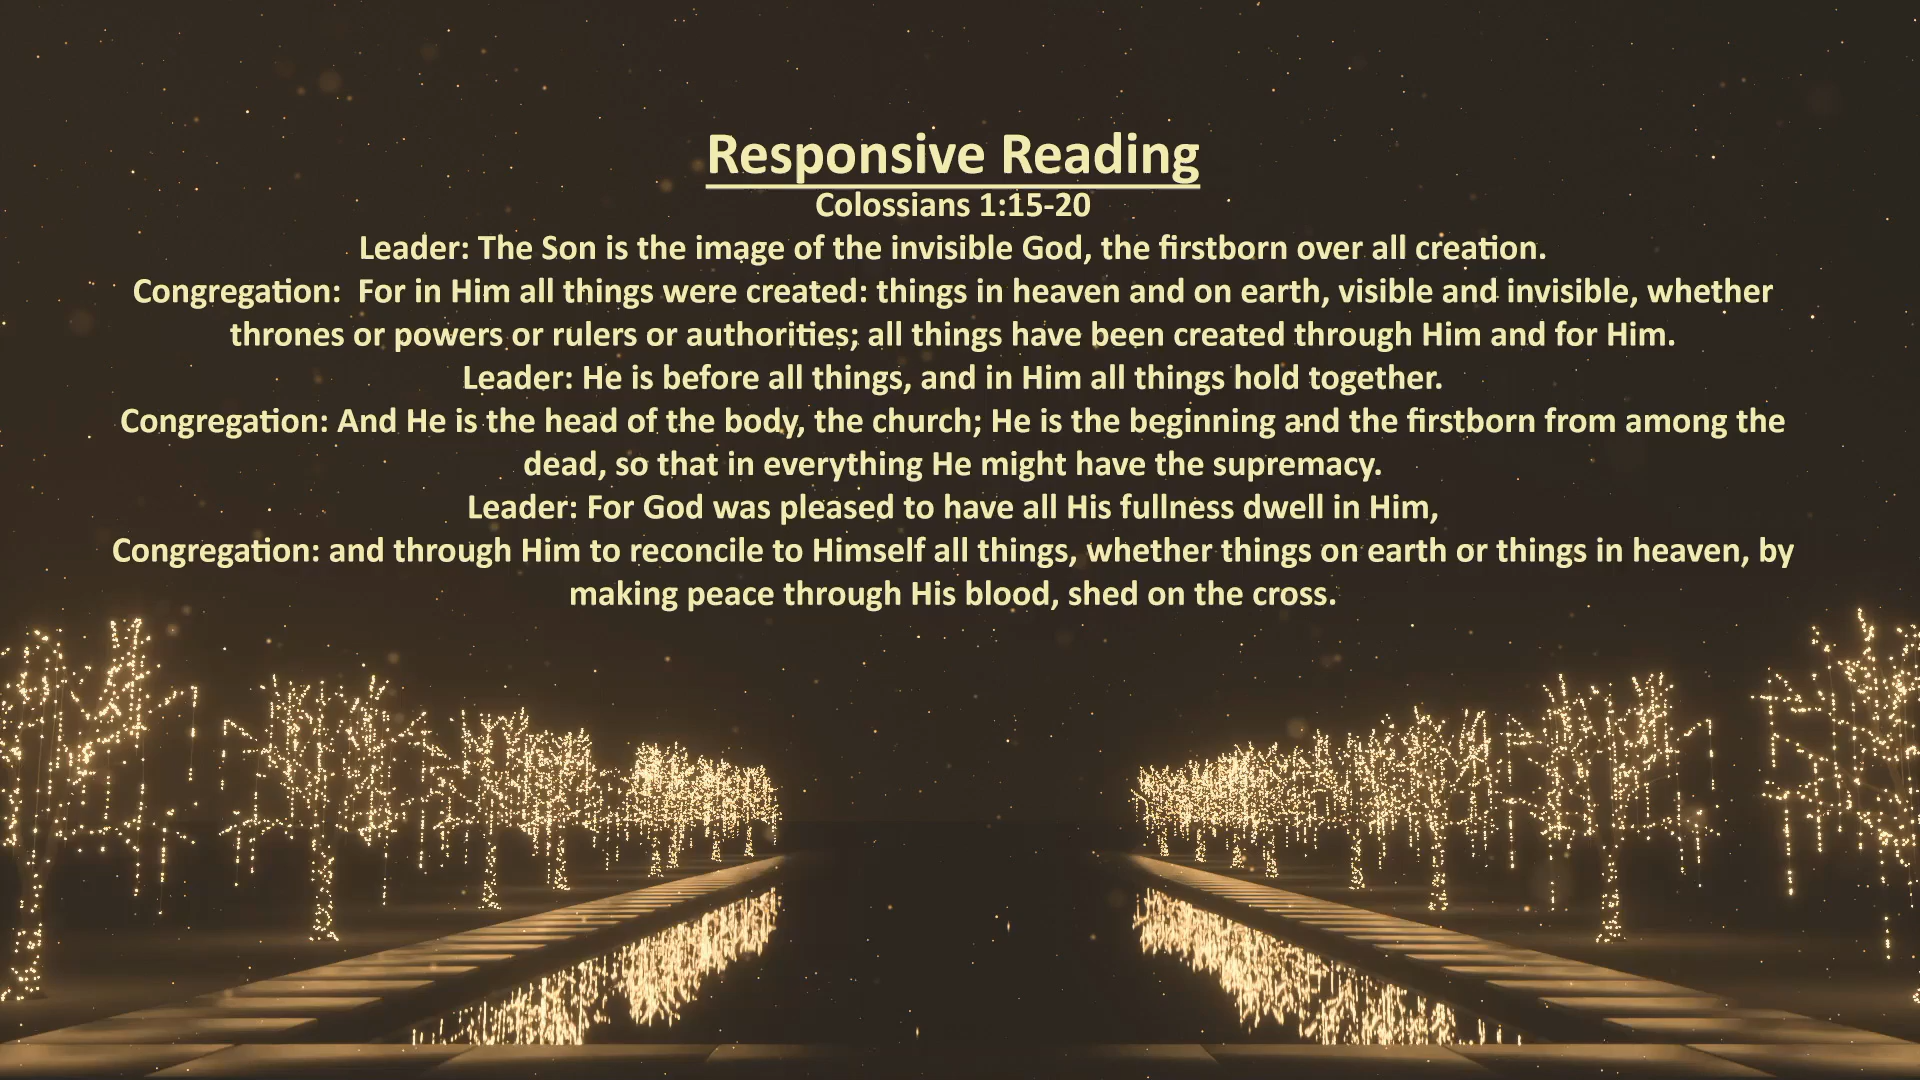 Responsive Reading
Colossians 1:15-20
Leader: The Son is the image of the invisible God, the firstborn over all creation.
Congregation:  For in Him all things were created: things in heaven and on earth, visible and invisible, whether
thrones or powers or rulers or authorities; all things have been created through Him and for Him.
Leader: He is before all things, and in Him all things hold together.
Congregation: And He is the head of the body, the church; He is the beginning and the firstborn from among the
dead, so that in everything He might have the supremacy.
Leader: For God was pleased to have all His fullness dwell in Him,
Congregation: and through Him to reconcile to Himself all things, whether things on earth or things in heaven, by
making peace through His blood, shed on the cross.